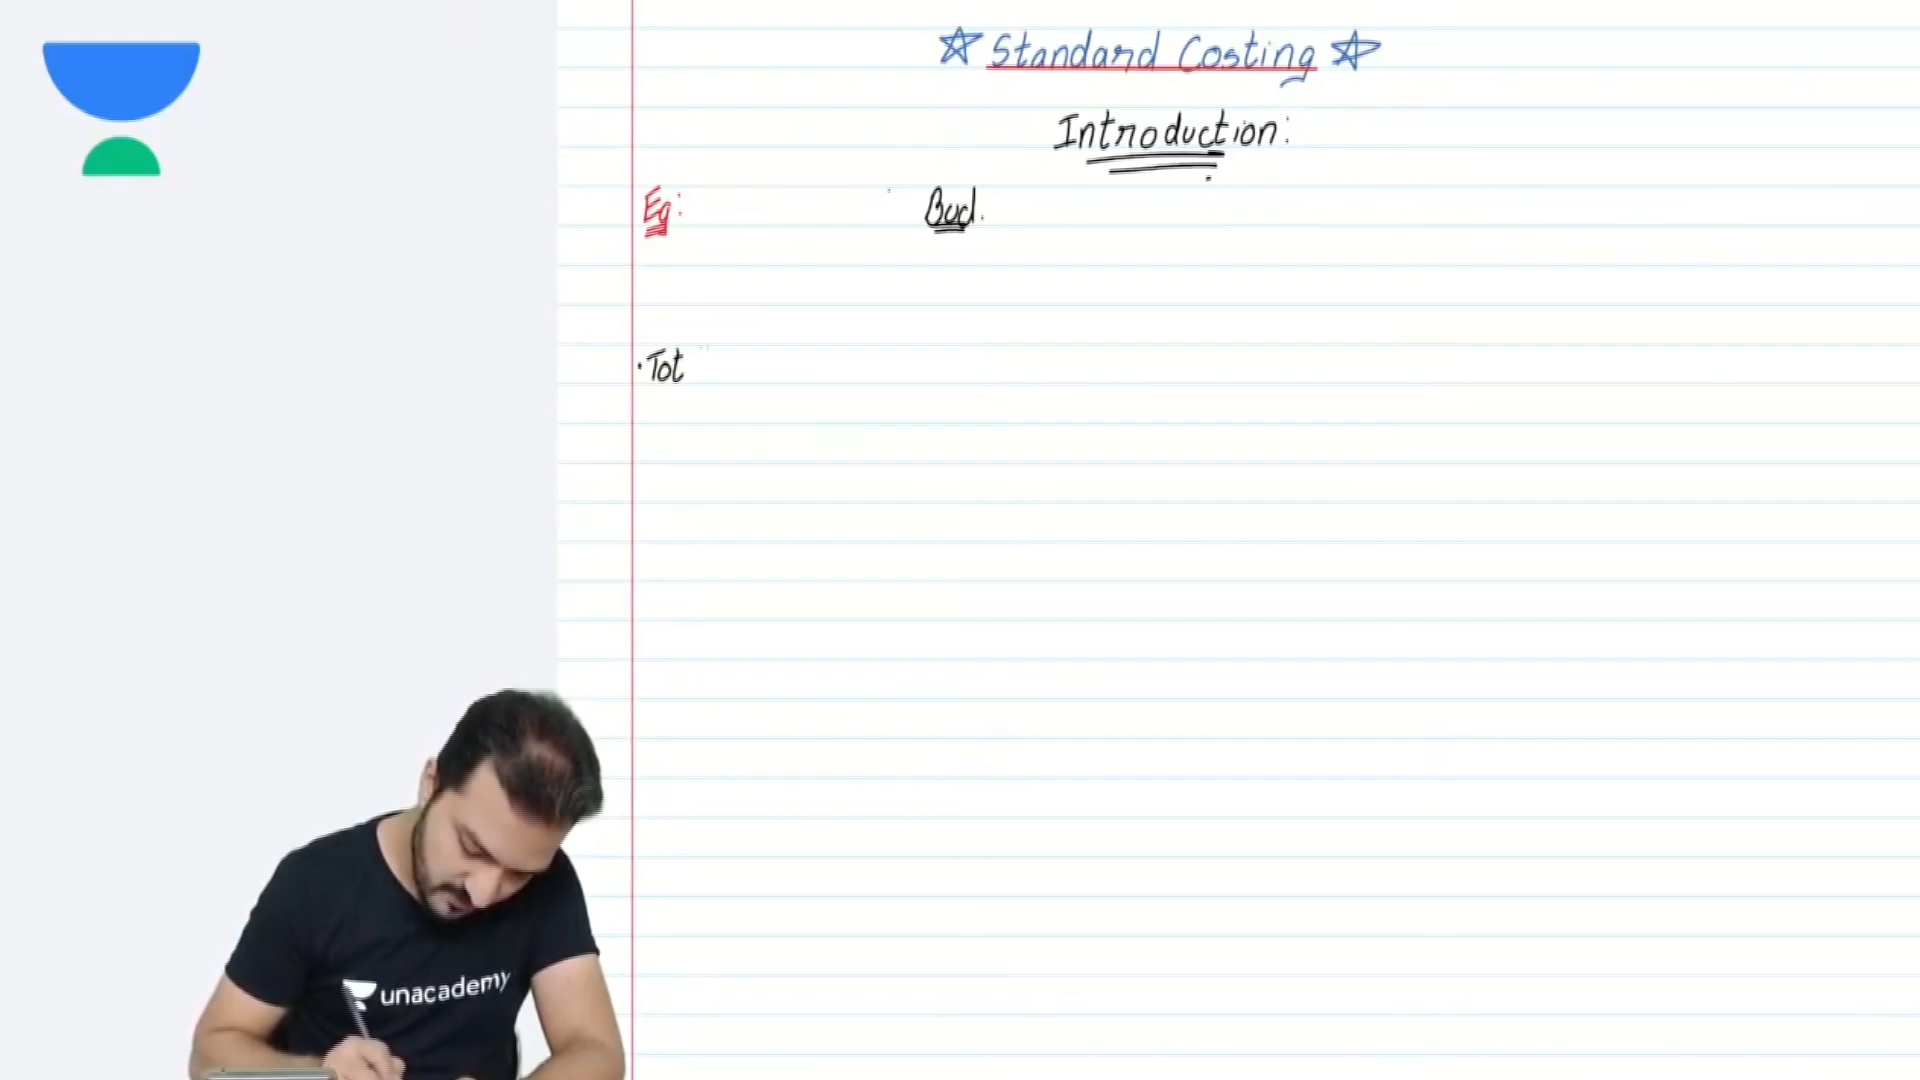 ☆ Standard Costing ☆
Introduction:
Eg: Bud.
·Tot
unacademy